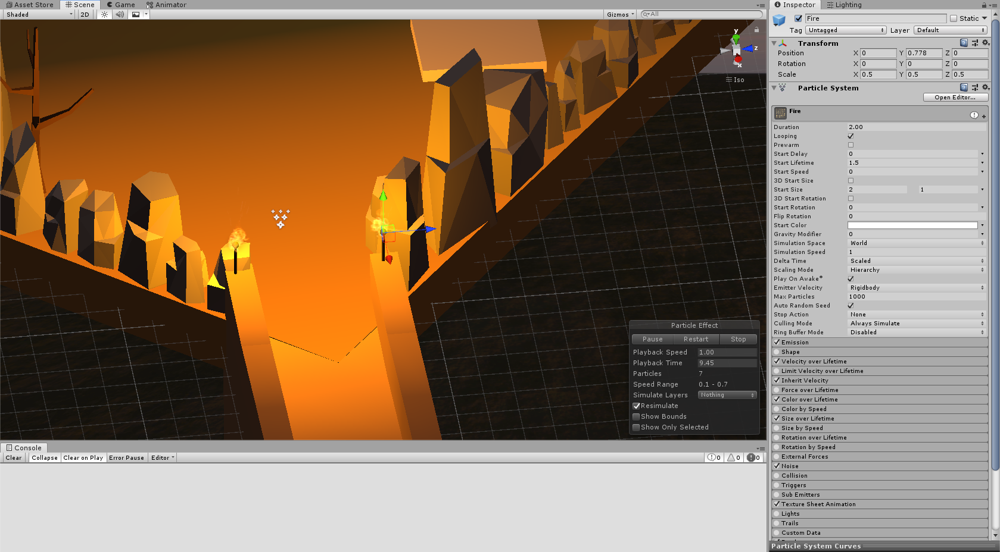 Asset Store Scene Game Animator
Shaded 2D Gizmos All
y
z
x
Iso
Particle Effect
Pause Restart Stop
Playback Speed 1.00
Playback Time 9.45
Particles 7
Speed Range 0.1 - 0.7
Simulate Layers Nothing
Resimulate
Show Bounds
Show Only Selected
Console
Clear Collapse Clear on Play Error Pause Editor 0 0 0
Inspector Lighting
Fire Static
Tag Untagged Layer Default
Transform
Position X 0 Y 0.778 Z 0
Rotation X 0 Y 0 Z 0
Scale X 0.5 Y 0.5 Z 0.5
Particle System
Open Editor...
Fire
Duration 2.00
Looping
Prewarm
Start Delay 0
Start Lifetime 1.5
Start Speed 0
3D Start Size
Start Size 2 1
3D Start Rotation
Start Rotation 0
Flip Rotation 0
Start Color
Gravity Modifier 0
Simulation Space World
Simulation Speed 1
Delta Time Scaled
Scaling Mode Hierarchy
Play On Awake*
Emitter Velocity Rigidbody
Max Particles 1000
Auto Random Seed
Stop Action None
Culling Mode Always Simulate
Ring Buffer Mode Disabled
Emission
Shape
Velocity over Lifetime
Limit Velocity over Lifetime
Inherit Velocity
Force over Lifetime
Color over Lifetime
Color by Speed
Size over Lifetime
Size by Speed
Rotation over Lifetime
Rotation by Speed
External Forces
Noise
Collision
Triggers
Sub Emitters
Texture Sheet Animation
Lights
Trails
Custom Data
Particle System Curves